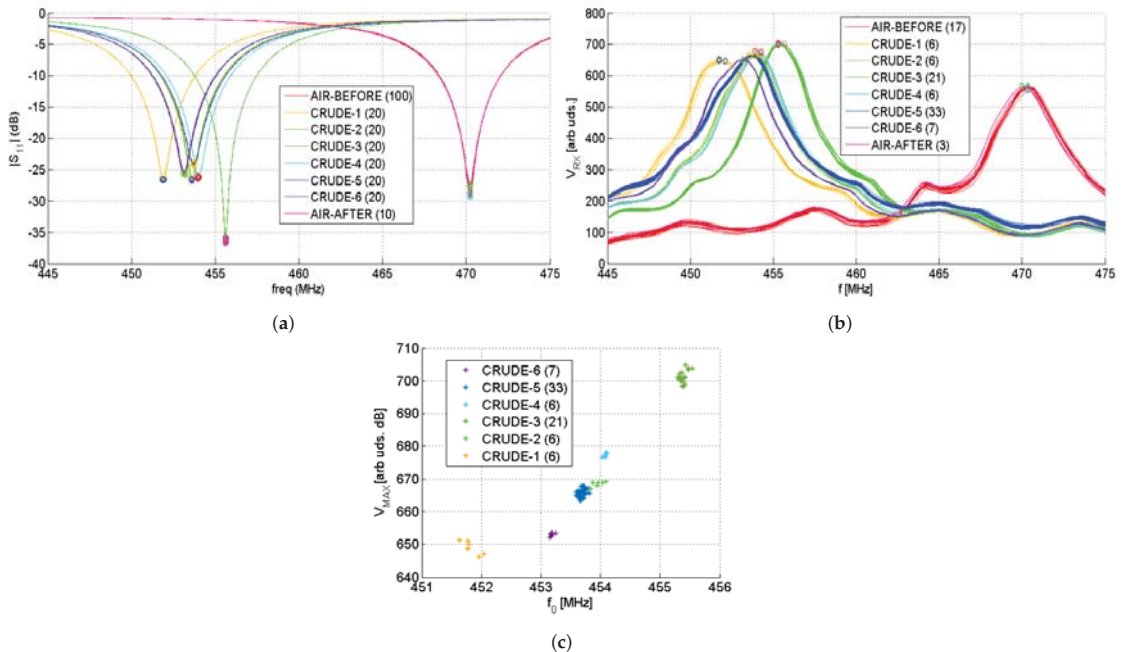 0
-5
-10
-15
-20
-25
-30
-35
-40
|S11| (dB)
AIR-BEFORE (100)
CRUDE-1 (20)
CRUDE-2 (20)
CRUDE-3 (20)
CRUDE-4 (20)
CRUDE-5 (20)
CRUDE-6 (20)
AIR-AFTER (10)
445 450 455 460 465 470 475
freq (MHz)
(a)
800
700
600
500
400
300
200
100
0
V_RX [arb uds.]
AIR-BEFORE (17)
CRUDE-1 (6)
CRUDE-2 (6)
CRUDE-3 (21)
CRUDE-4 (6)
CRUDE-5 (33)
CRUDE-6 (7)
AIR-AFTER (3)
445 450 455 460 465 470 475
f [MHz]
(b)
710
700
690
680
670
660
650
640
V_MAX [arb uds. dB]
CRUDE-6 (7)
CRUDE-5 (33)
CRUDE-4 (6)
CRUDE-3 (21)
CRUDE-2 (6)
CRUDE-1 (6)
451 452 453 454 455 456
f_0 [MHz]
(c)